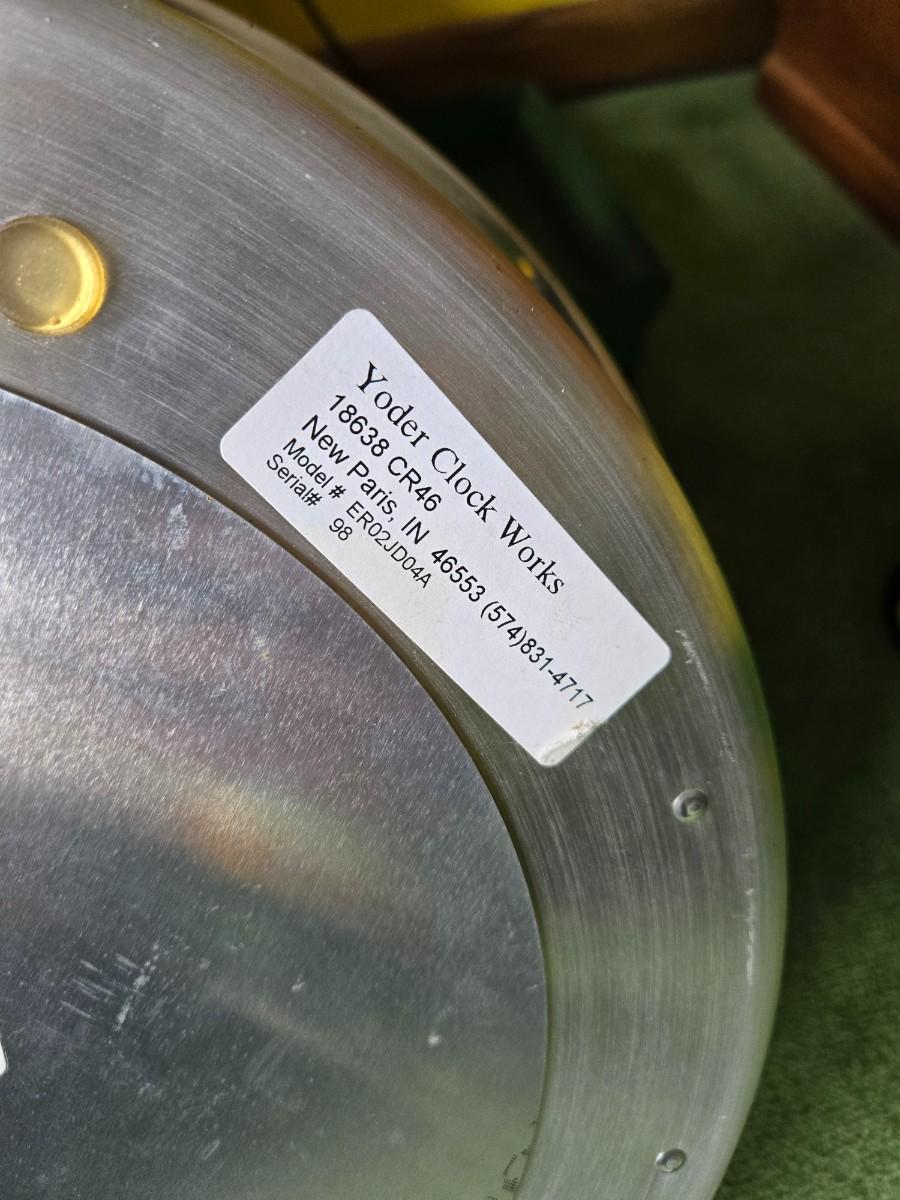 Yoder Clock Works
18638 CR46
New Paris, IN 46553 (574)831-4717
Model # ER02JD04A
Serial# 98